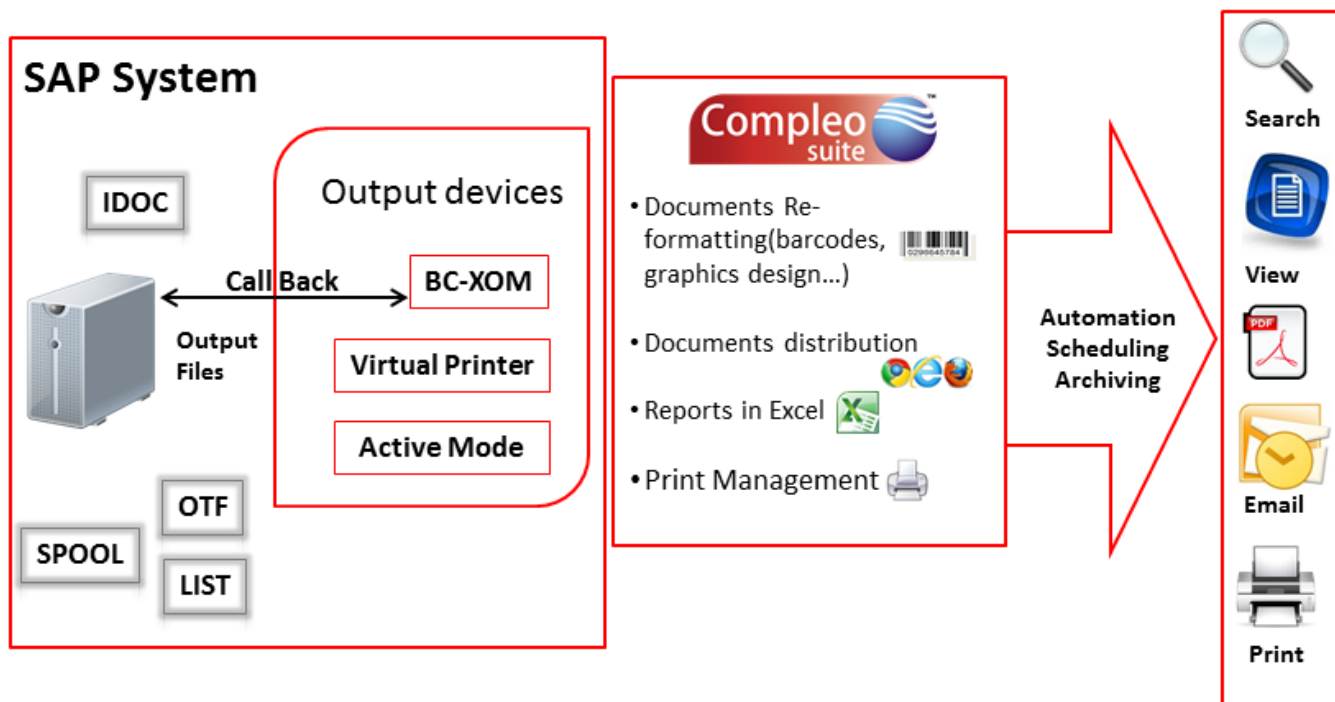 SAP System
IDOC
Output devices
Call Back
BC-XOM
Output
Files
Virtual Printer
Active Mode
OTF
SPOOL
LIST
Compleo
™
suite
• Documents Re-
formatting(barcodes,
graphics design...)
0299645784
• Documents distribution
• Reports in Excel
X
• Print Management
Automation
Scheduling
Archiving
Search
View
PDF
Email
Print